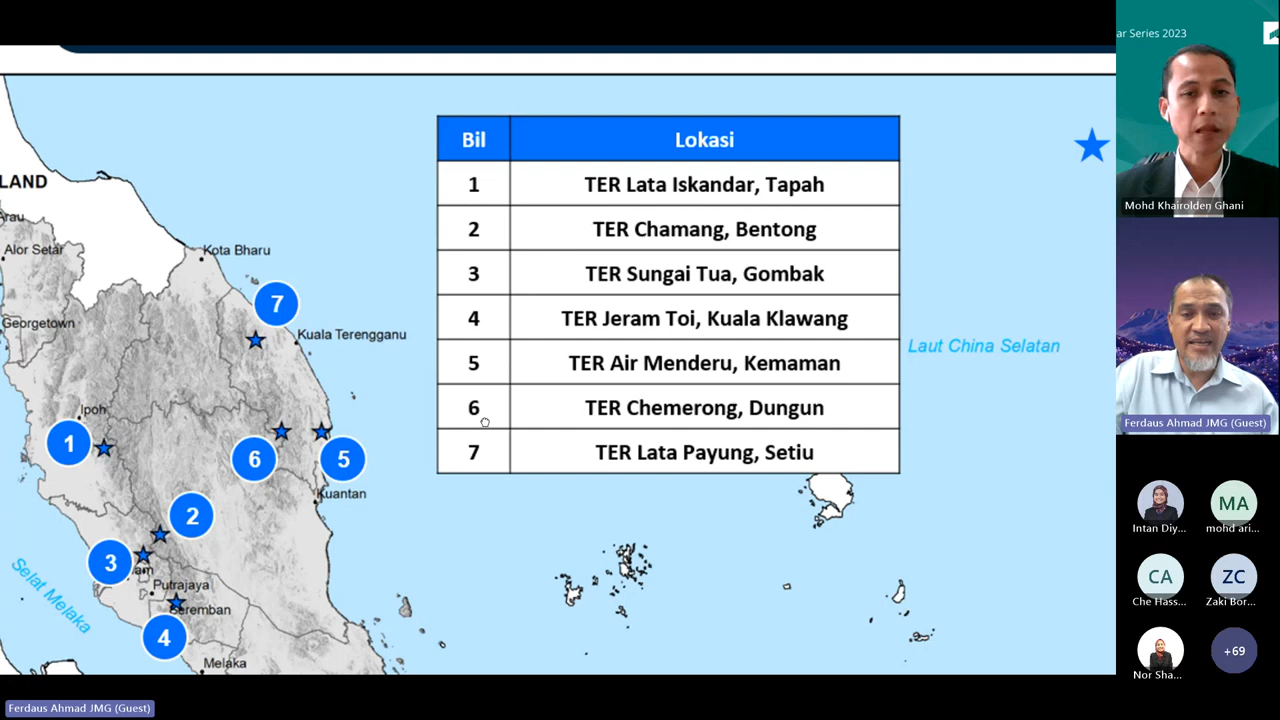 ar Series 2023
Bil Lokasi
1 TER Lata Iskandar, Tapah
2 TER Chamang, Bentong
3 TER Sungai Tua, Gombak
4 TER Jeram Toi, Kuala Klawang
5 TER Air Menderu, Kemaman
6 TER Chemerong, Dungun
7 TER Lata Payung, Setiu
LAND
Arau
Alor Setar
Kota Bharu
7
Georgetown
Kuala Terengganu
Laut China Selatan
Ipoh
1
6
5
Kuantan
2
3
am
Selat Melaka
Putrajaya
Seremban
4
Melaka
Mohd Khairolden Ghani
Ferdaus Ahmad JMG (Guest)
MA
Intan Diy...
mohd ari...
CA
ZC
Che Hass...
Zaki Bor...
+69
Nor Sha...
Ferdaus Ahmad JMG (Guest)